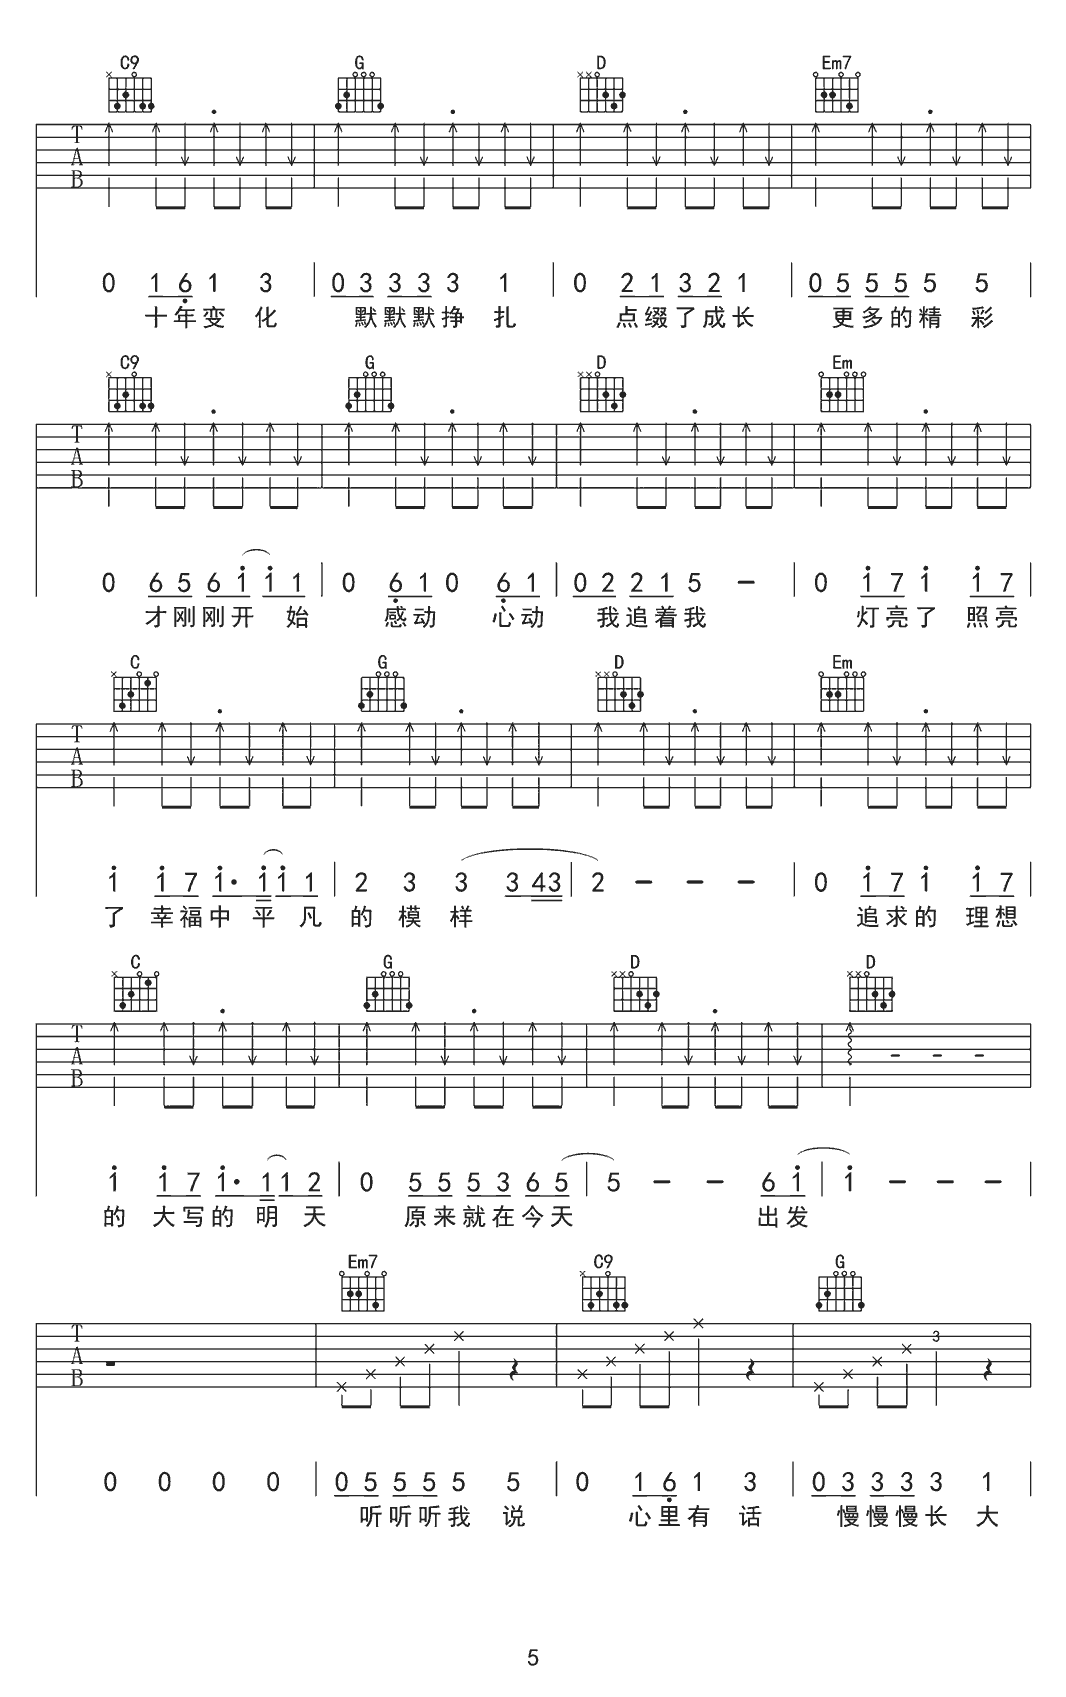 C9 G D Em7
T A B
0 1 6 1 3 0 3 3 3 3 1 0 2 1 3 2 1 0 5 5 5 5 5
十年变化 默默默挣扎 点缀了成长 更多的精彩
C9 G D Em
T A B
0 6 5 6 1 1 1 0 6 1 0 6 1 0 2 2 1 5 – 0 1 7 1 1 7
才刚刚开始 感动 心动 我追着我 灯亮了 照亮
C G D Em
T A B
1 1 7 1· 1 1 1 2 3 3 3 4 3 2 – – – 0 1 7 1 1 7
了 幸福中平凡 的模样 追求的 理想
C G D D
T A B
1 1 7 1· 1 1 2 0 5 5 5 3 6 5 5 – – 6 1 1 – – –
的 大写的明天 原来就在今天 出发
Em7 C9 G
T A B 3
0 0 0 0 0 5 5 5 5 5 0 1 6 1 3 0 3 3 3 3 1
听听听我说 心里有话 慢慢慢长大
5